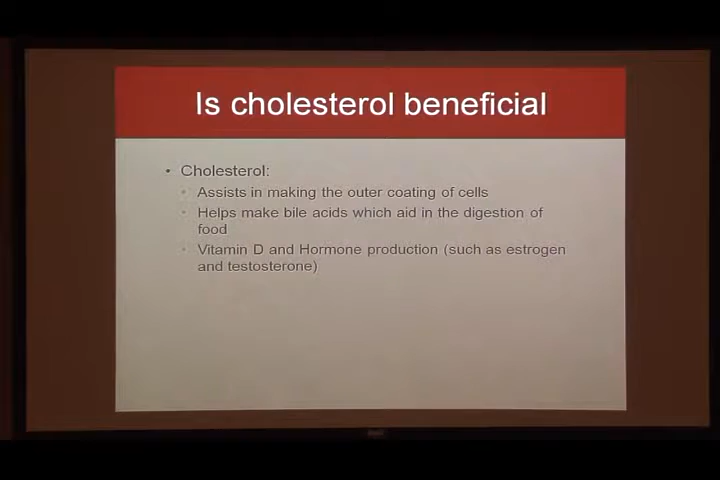 Is cholesterol beneficial
• Cholesterol:
• Assists in making the outer coating of cells
• Helps make bile acids which aid in the digestion of
food
• Vitamin D and Hormone production (such as estrogen
and testosterone)